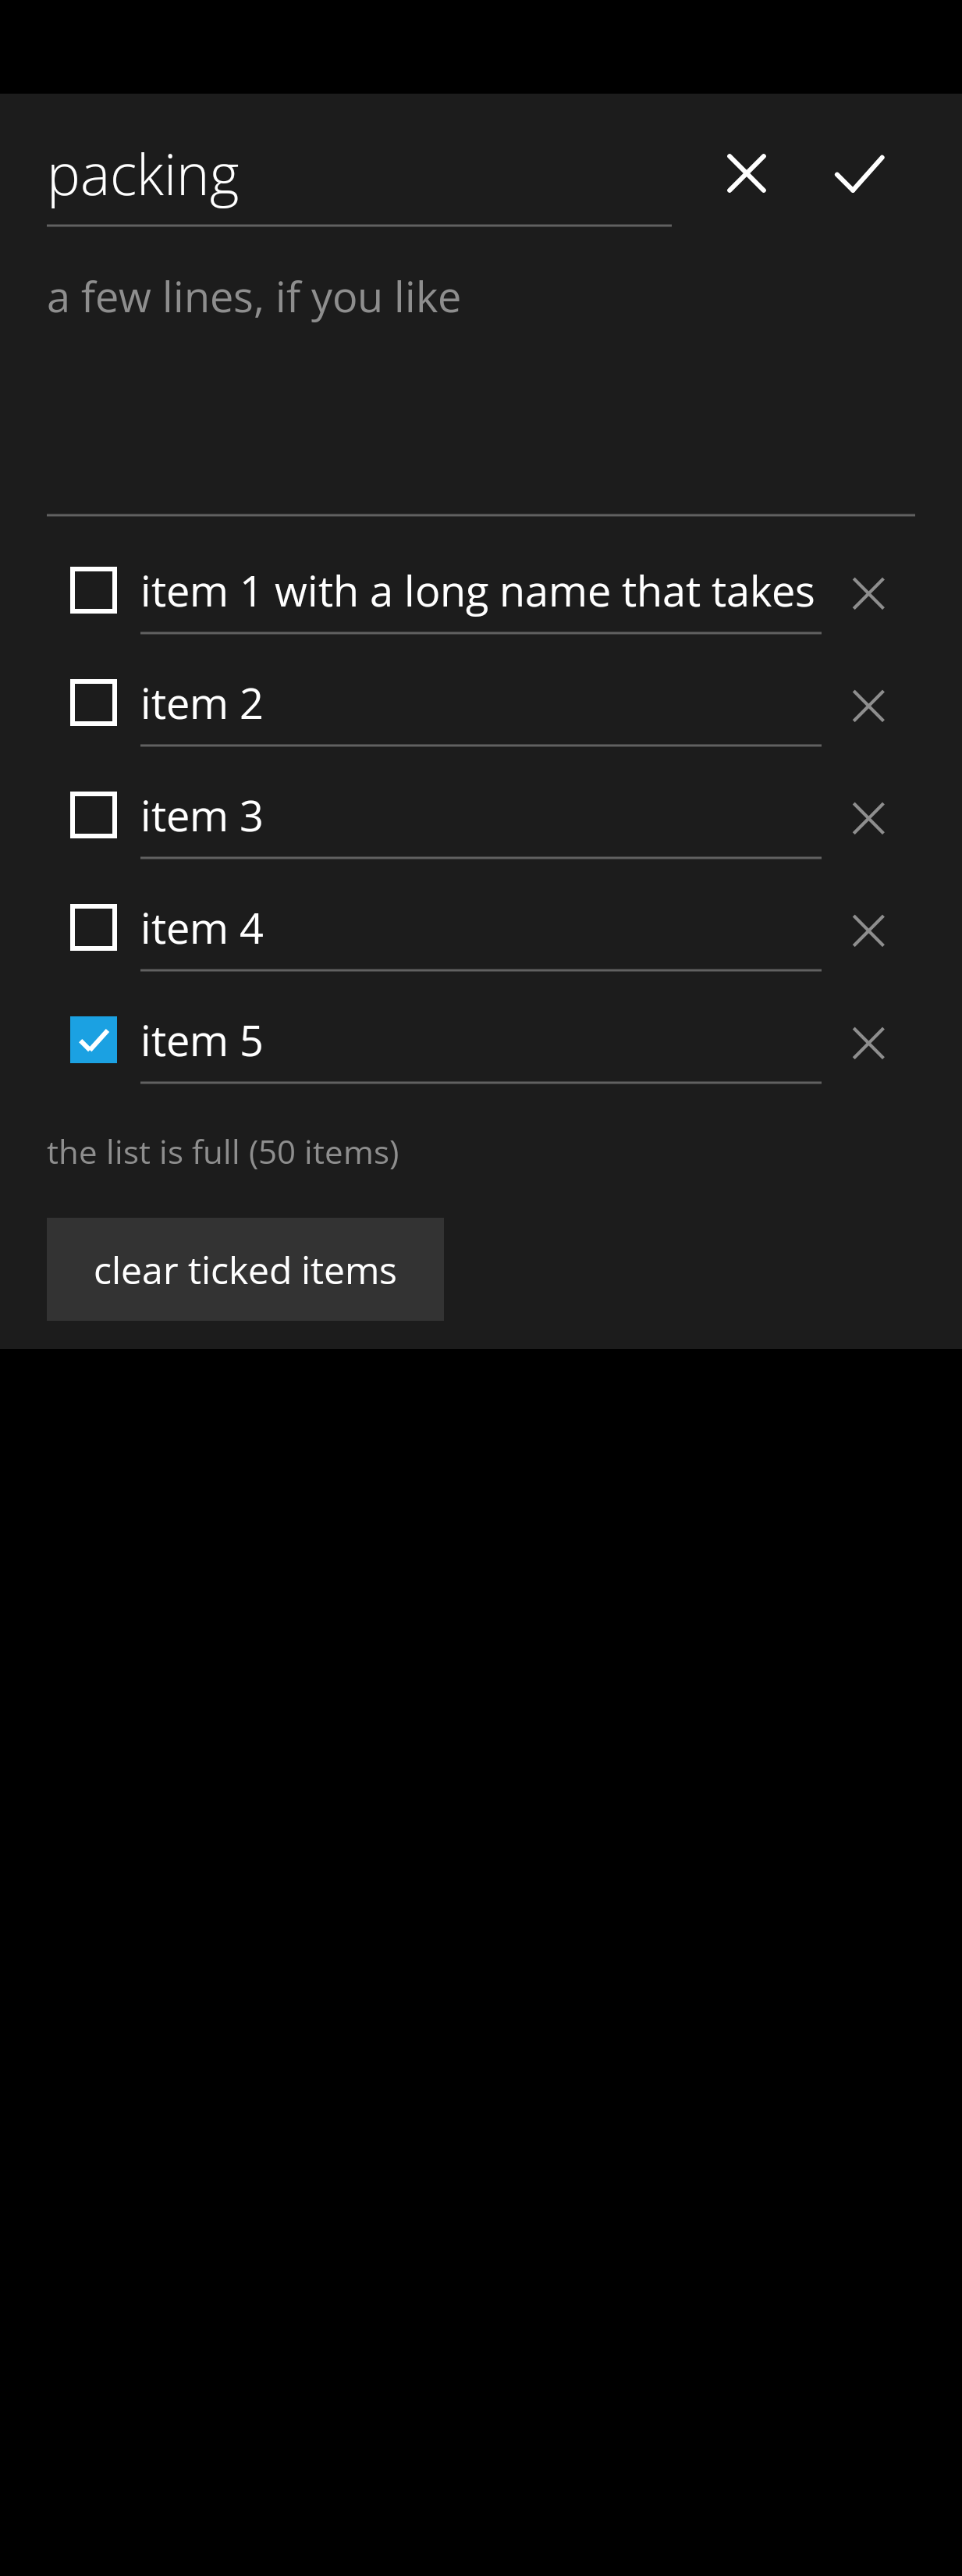 packing
a few lines, if you like
item 1 with a long name that takes
item 2
item 3
item 4
item 5
the list is full (50 items)
clear ticked items